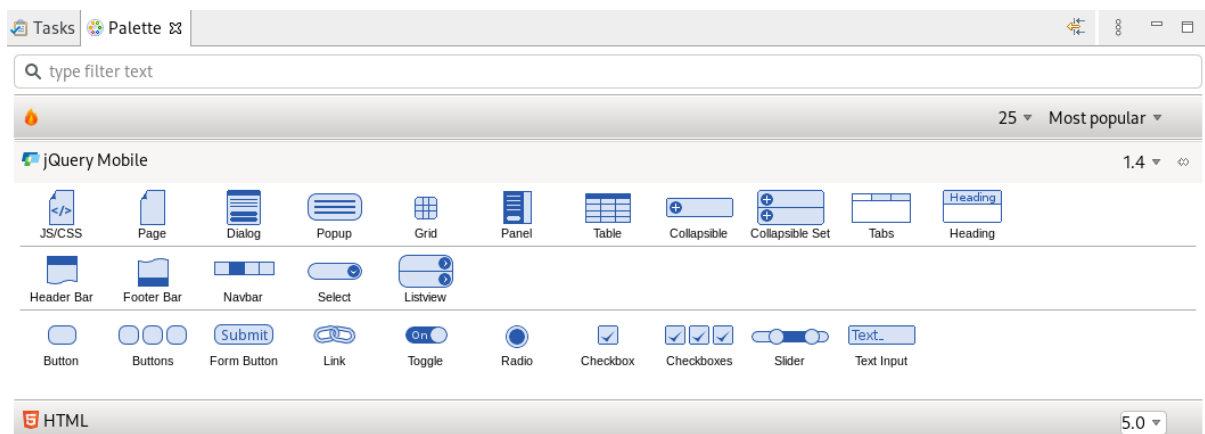 Tasks Palette
type filter text
25 Most popular
jQuery Mobile 1.4
</> Heading
JS/CSS Page Dialog Popup Grid Panel Table Collapsible Collapsible Set Tabs Heading
Header Bar Footer Bar Navbar Select Listview
Submit On Text_
Button Buttons Form Button Link Toggle Radio Checkbox Checkboxes Slider Text Input
5 HTML 5.0